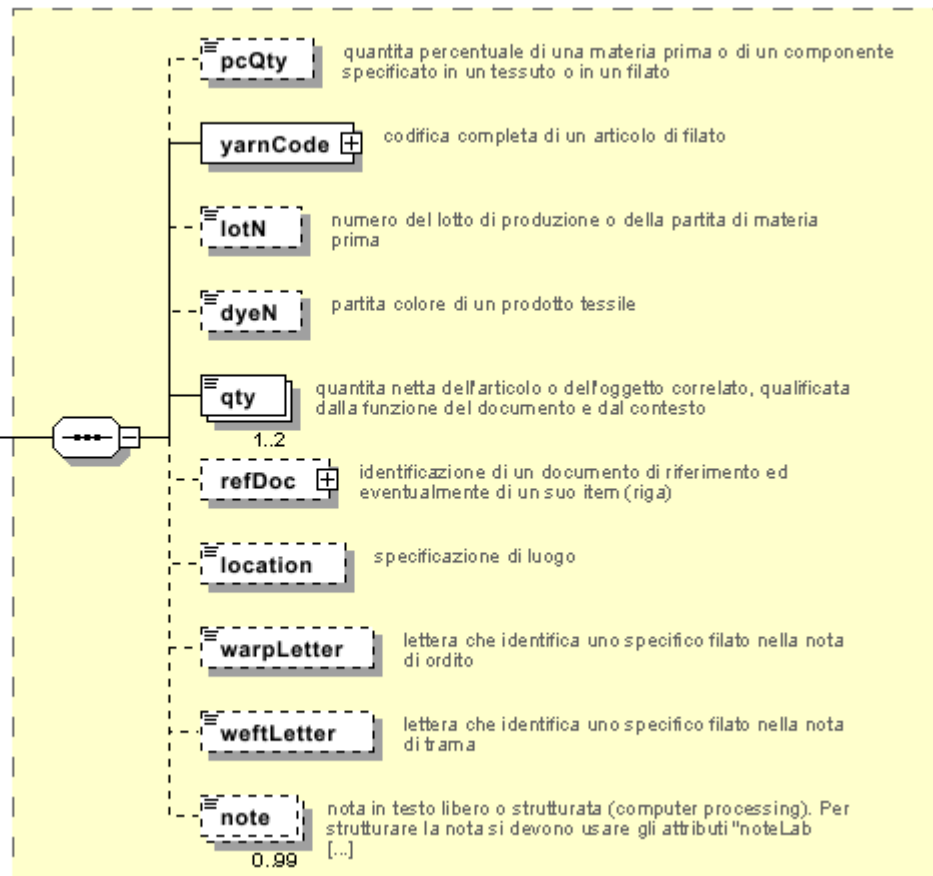 pcQty
quantita percentuale di una materia prima o di un componente
specificato in un tessuto o in un filato
yarnCode
codifica completa di un articolo di filato
lotN
numero del lotto di produzione o della partita di materia
prima
dyeN
partita colore di un prodotto tessile
qty
quantita netta dell'articolo o dell'oggetto correlato, qualificata
dalla funzione del documento e dal contesto
1..2
refDoc
identificazione di un documento di riferimento ed
eventualmente di un suo item (riga)
location
specificazione di luogo
warpLetter
lettera che identifica uno specifico filato nella nota
di ordito
weftLetter
lettera che identifica uno specifico filato nella nota
di trama
note
nota in testo libero o strutturata (computer processing). Per
strutturare la nota si devono usare gli attributi "noteLab
[...]
0..99